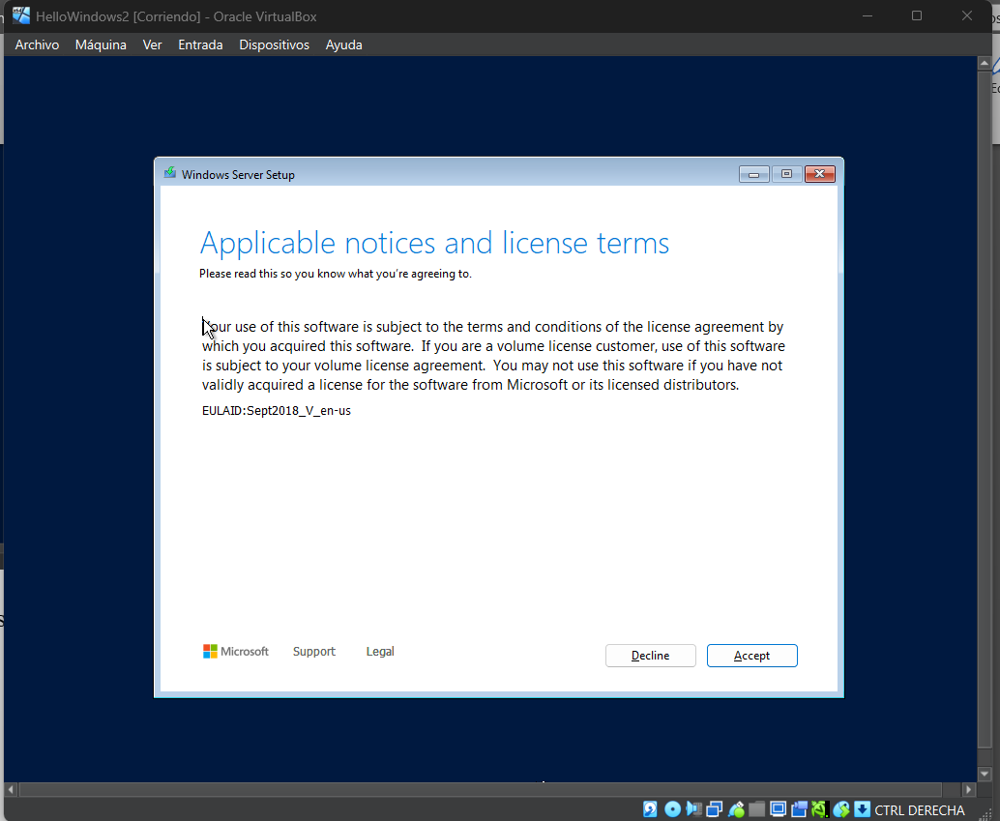 HelloWindows2 [Corriendo] - Oracle VirtualBox
Archivo Máquina Ver Entrada Dispositivos Ayuda
Windows Server Setup
Applicable notices and license terms
Please read this so you know what you're agreeing to.
Your use of this software is subject to the terms and conditions of the license agreement by
which you acquired this software. If you are a volume license customer, use of this software
is subject to your volume license agreement. You may not use this software if you have not
validly acquired a license for the software from Microsoft or its licensed distributors.
EULAID:Sept2018_V_en-us
Microsoft Support Legal Decline Accept
CTRL DERECHA